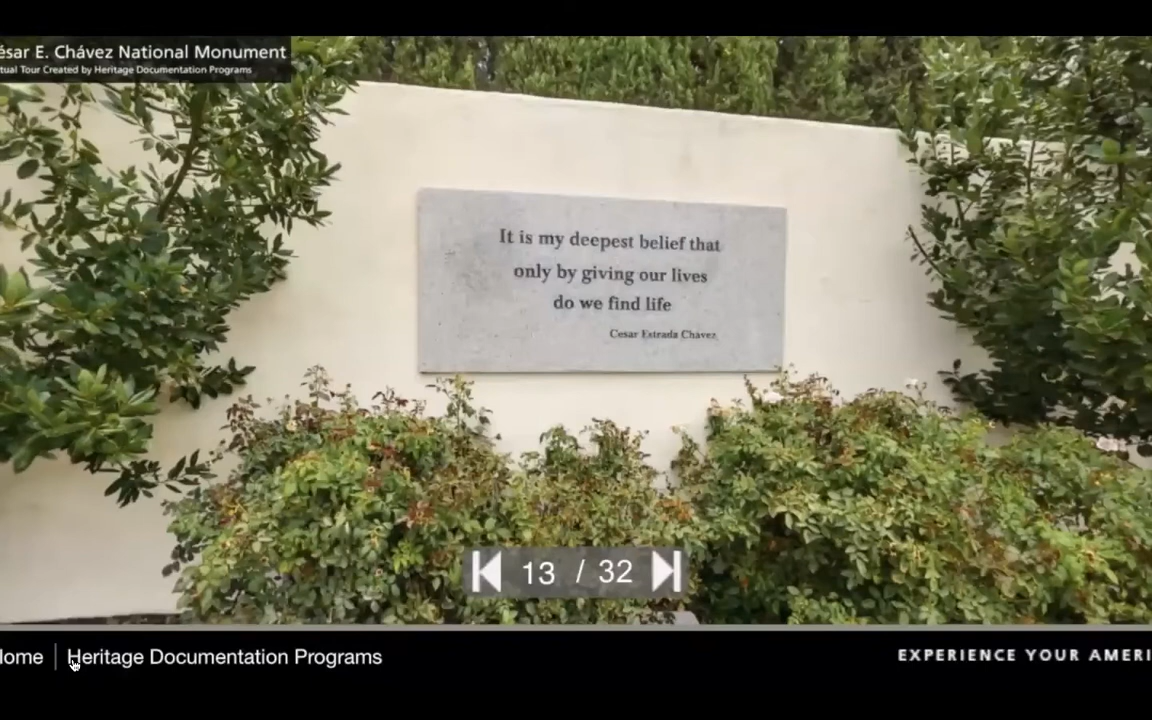 ésar E. Chávez National Monument
tual Tour Created by Heritage Documentation Programs
It is my deepest belief that
only by giving our lives
do we find life
Cesar Estrada Chavez
13 / 32
Home | Heritage Documentation Programs
EXPERIENCE YOUR AMERI